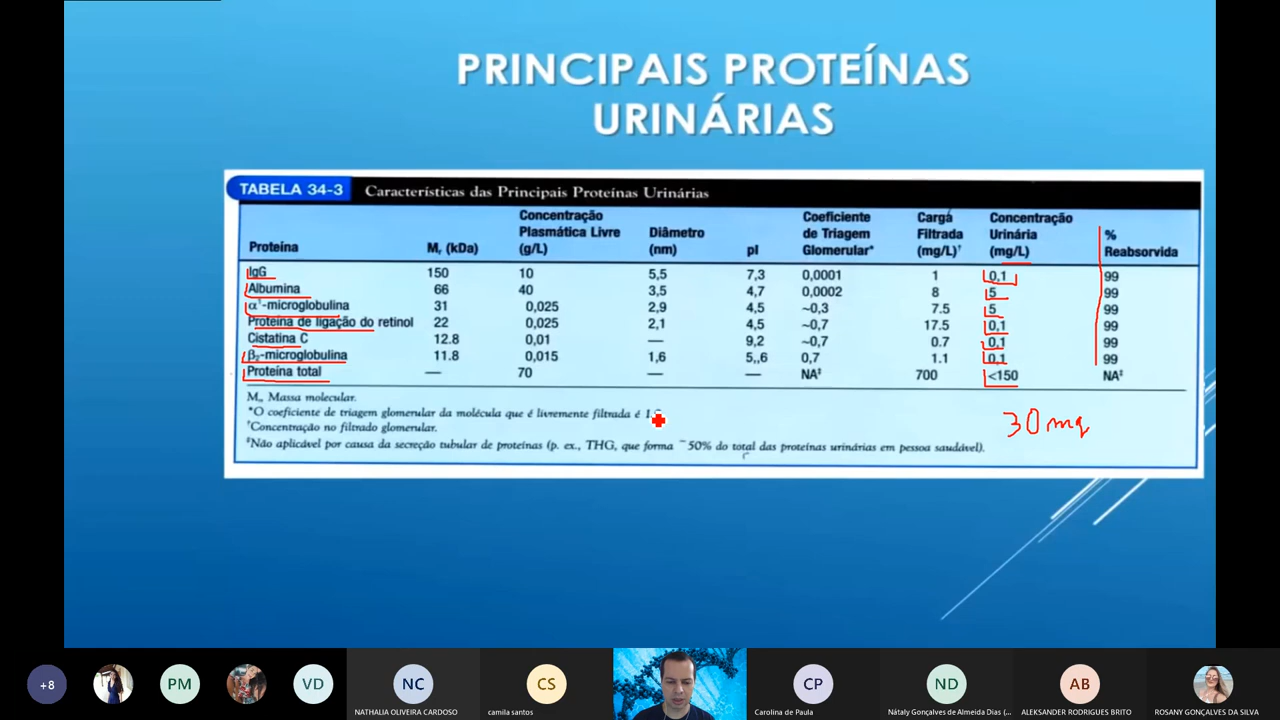 PRINCIPAIS PROTEÍNAS
URINÁRIAS
TABELA 34-3 Características das Principais Proteínas Urinárias
Proteína Mr (kDa) Concentração Plasmática Livre (g/L) Diâmetro (nm) pI Coeficiente de Triagem Glomerular* Carga Filtrada (mg/L)† Concentração Urinária (mg/L) % Reabsorvida
IgG 150 10 5,5 7,3 0,0001 1 0,1 99
Albumina 66 40 3,5 4,7 0,0002 8 5 99
α1-microglobulina 31 0,025 2,9 4,5 ~0,3 7.5 5 99
Proteína de ligação do retinol 22 0,025 2,1 4,5 ~0,7 17.5 0,1 99
Cistatina C 12.8 0,01 — 9,2 ~0,7 0.7 0,1 99
β2-microglobulina 11.8 0,015 1,6 5,,6 0,7 1.1 0,1 99
Proteína total — 70 — — NA‡ 700 <150 NA‡
Mr, Massa molecular.
*O coeficiente de triagem glomerular da molécula que é livremente filtrada é
†Concentração no filtrado glomerular.
‡Não aplicável por causa da secreção tubular de proteínas (p. ex., THG, que forma ~50% do total das proteínas urinárias em pessoa saudável).
30 mg
+8 PM VD NC CS CP ND AB
NATHALIA OLIVEIRA CARDOSO camila santos Carolina de Paula Nátaly Gonçalves de Almeida Dias (... ALEKSANDER RODRIGUES BRITO ROSANY GONÇALVES DA SILVA